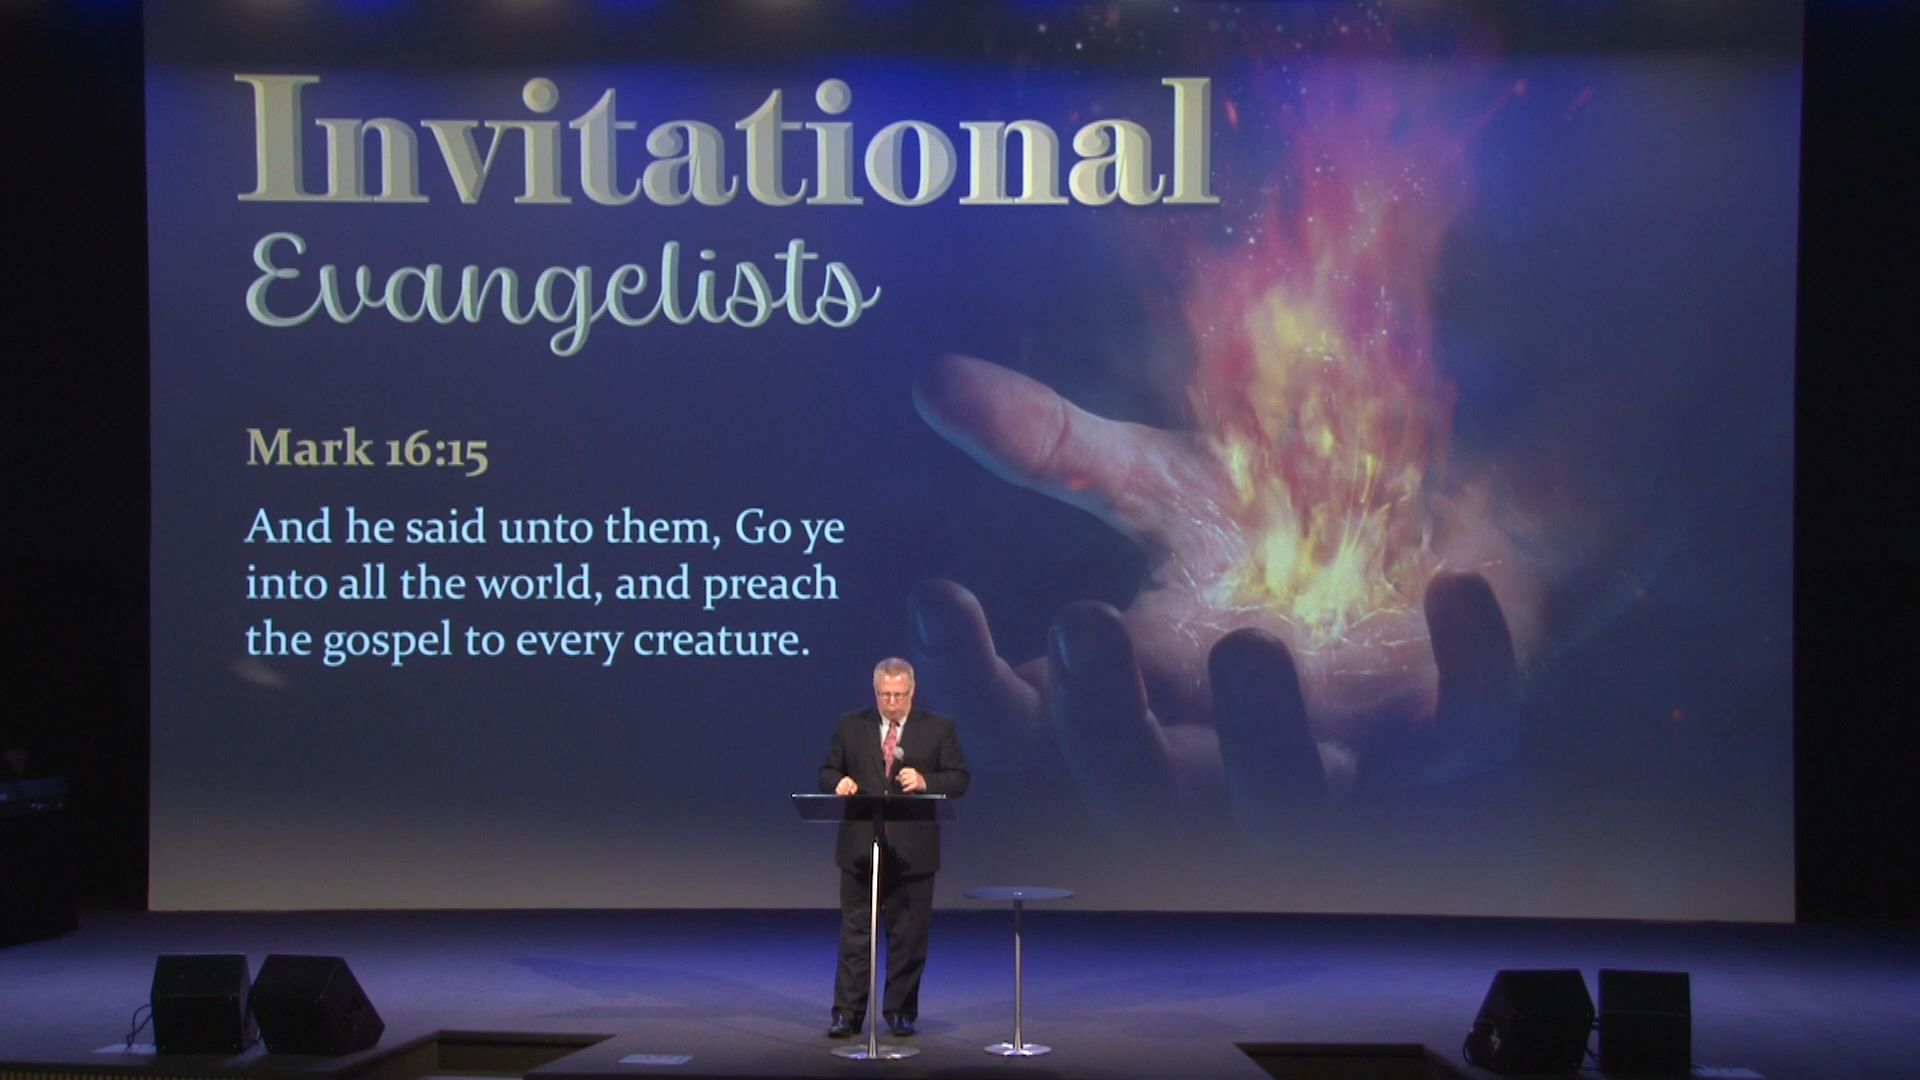 Invitational
Evangelists
Mark 16:15
And he said unto them, Go ye
into all the world, and preach
the gospel to every creature.